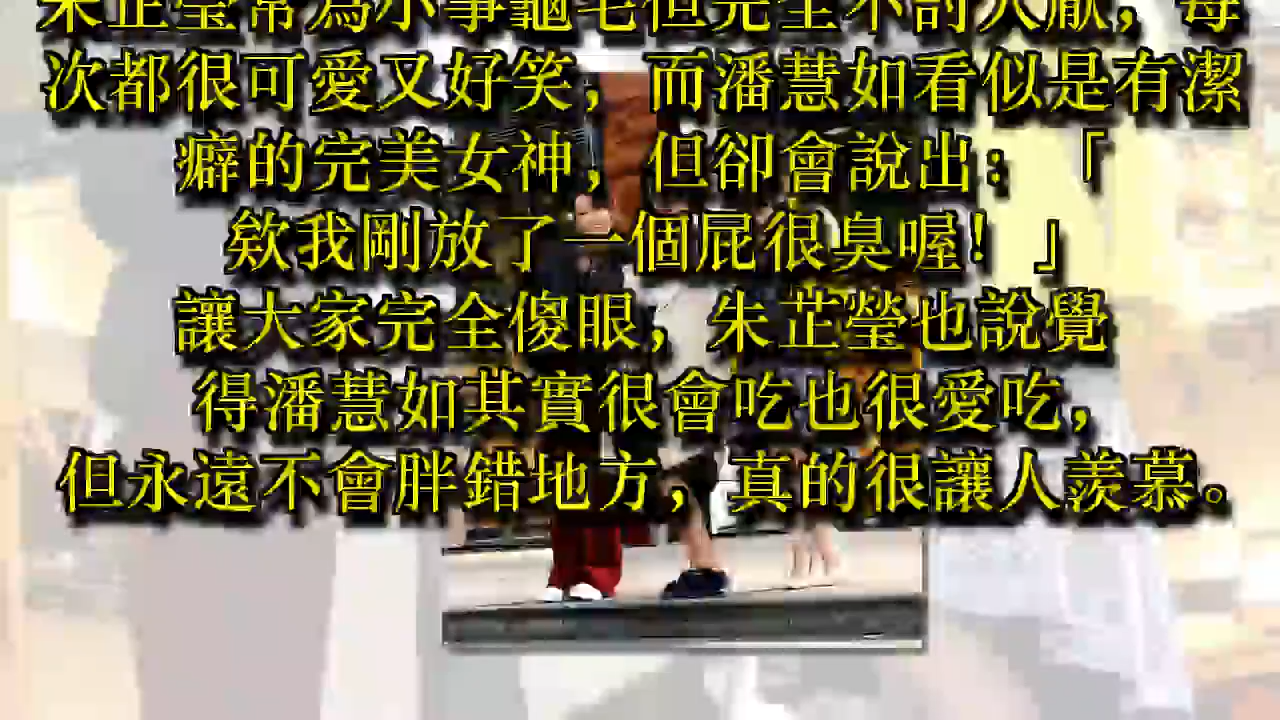 朱芷瑩常為小事龜毛但完全不討人厭，每
次都很可愛又好笑，而潘慧如看似是有潔
癖的完美女神，但卻會說出：「
欸我剛放了一個屁很臭喔！」
讓大家完全傻眼，朱芷瑩也說覺
得潘慧如其實很會吃也很愛吃，
但永遠不會胖錯地方，真的很讓人羨慕。